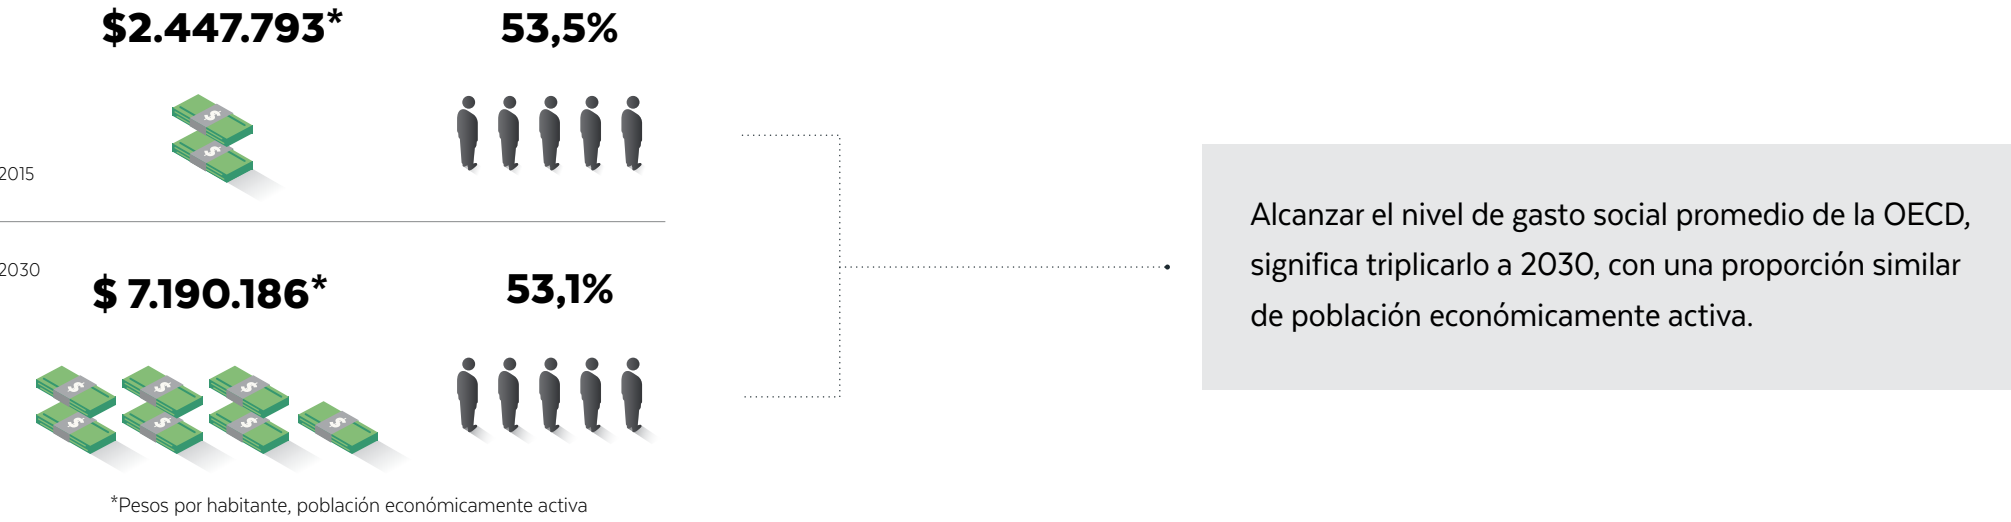 $2.447.793*
53,5%
2015
2030
$ 7.190.186*
53,1%
*Pesos por habitante, población económicamente activa
Alcanzar el nivel de gasto social promedio de la OECD,
significa triplicarlo a 2030, con una proporción similar
de población económicamente activa.